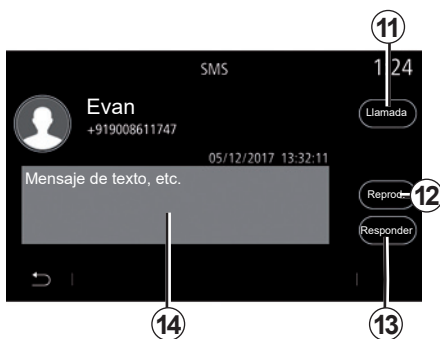 11
SMS
1 24
Evan
Llamada
+919008611747
05/12/2017 13:32:11
Mensaje de texto, etc.
Reprod.
12
Responder
14
13